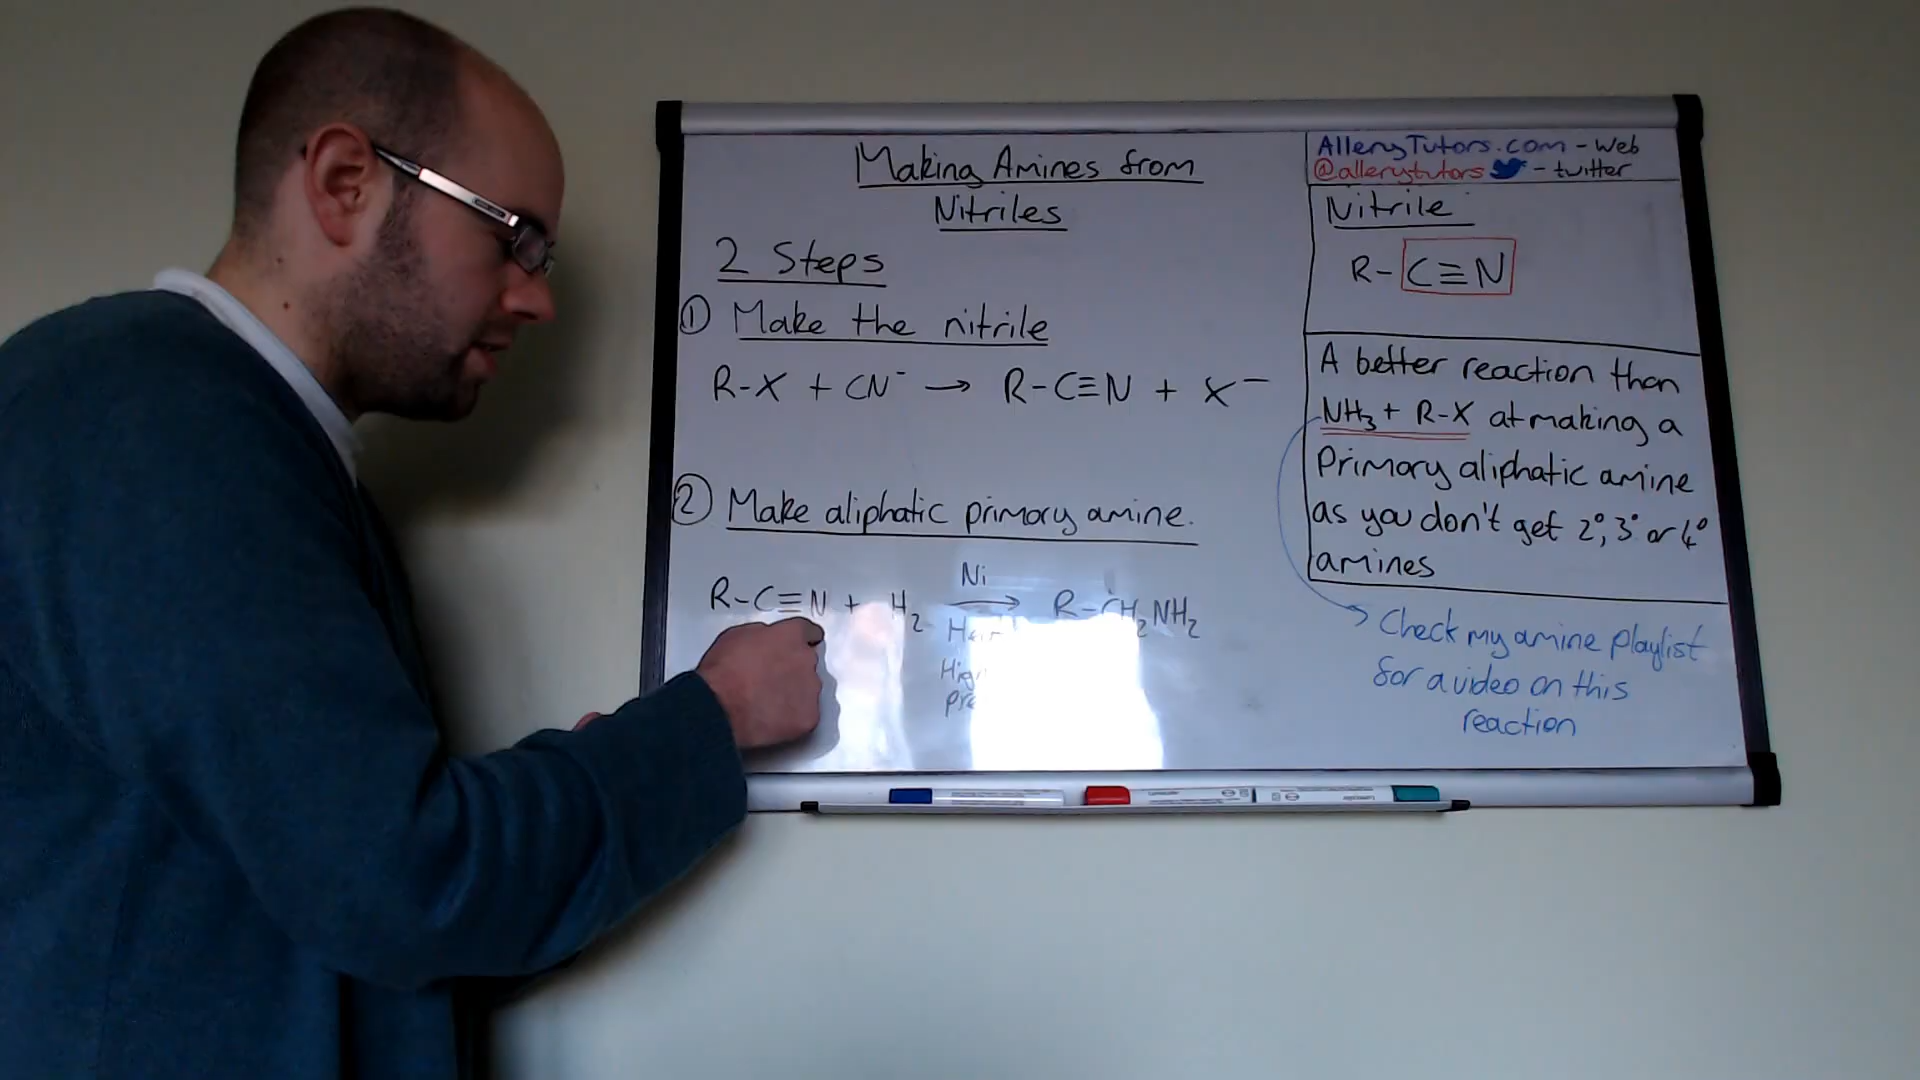 Making Amines from
Nitriles
2 Steps
① Make the nitrile
R-X + CN⁻ → R-C≡N + X⁻
② Make aliphatic primary amine.
Ni
R-C≡N + H₂ → R-CH₂NH₂
AlleryTutors.com - Web
@allerytutors - twitter
Nitrile
R-C≡N
A better reaction than
NH₃ + R-X at making a
Primary aliphatic amine
as you don't get 2°, 3° or 4°
amines
Check my amine playlist
for a video on this
reaction